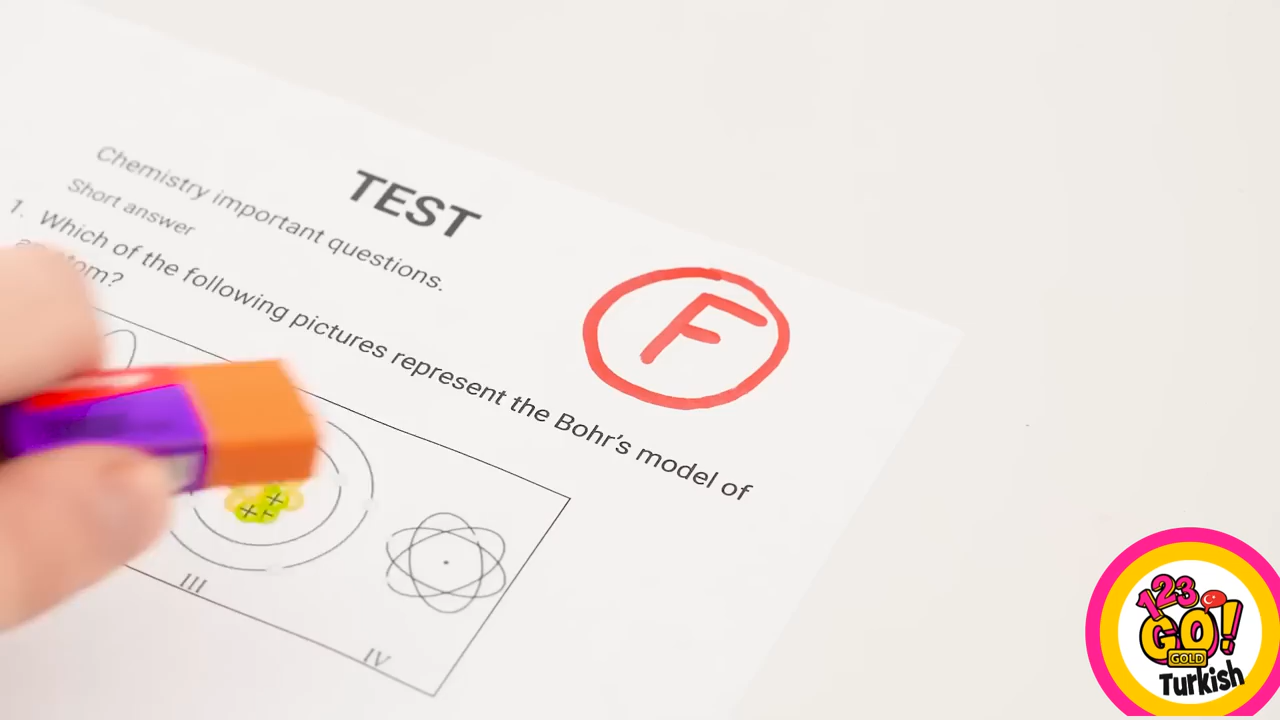 TEST
Chemistry important questions.
Short answer
1. Which of the following pictures represent the Bohr's model of
atom?
F
III
IV
123
GO!
GOLD
Turkish